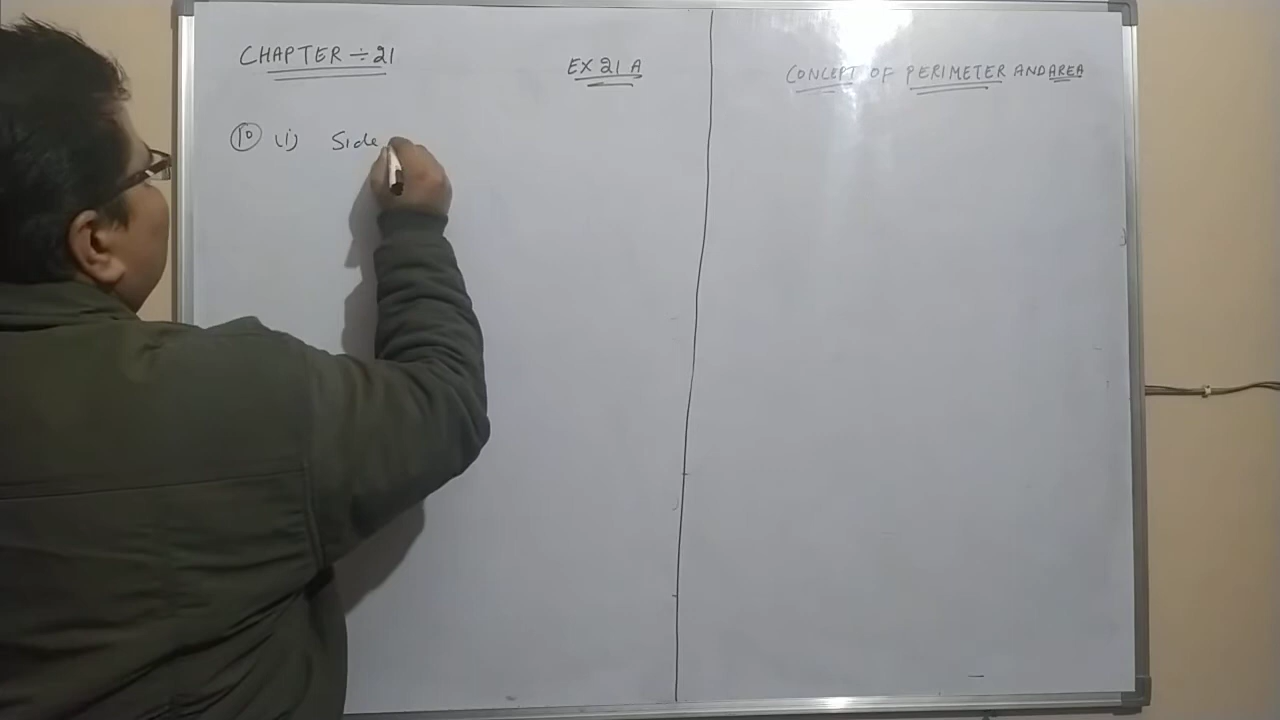 CHAPTER ÷ 21
EX 21 A
CONCEPT OF PERIMETER AND AREA
10 (i) Side